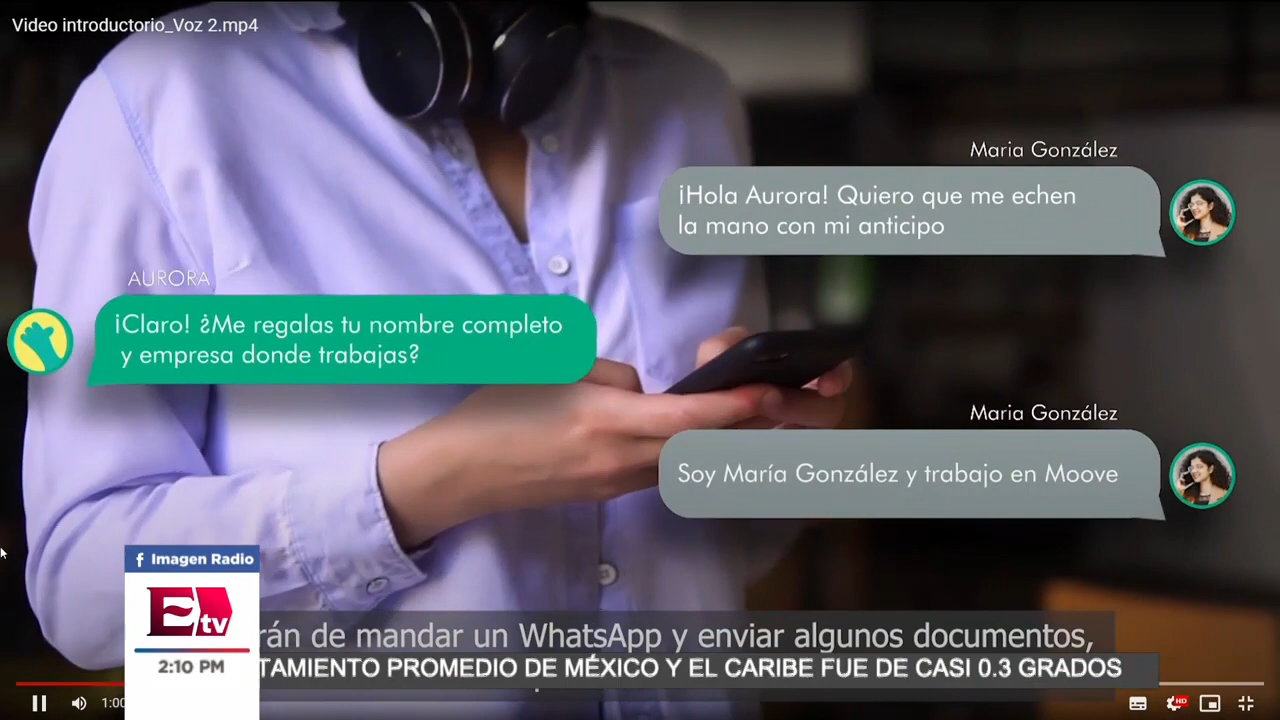 Video introductorio_Voz 2.mp4
Maria González
¡Hola Aurora! Quiero que me echen
la mano con mi anticipo
AURORA
¡Claro! ¿Me regalas tu nombre completo
y empresa donde trabajas?
Maria González
Soy María González y trabajo en Moove
f Imagen Radio
E tv
rán de mandar un WhatsApp y enviar algunos documentos,
2:10 PM
TAMIENTO PROMEDIO DE MÉXICO Y EL CARIBE FUE DE CASI 0.3 GRADOS
1:00
HD